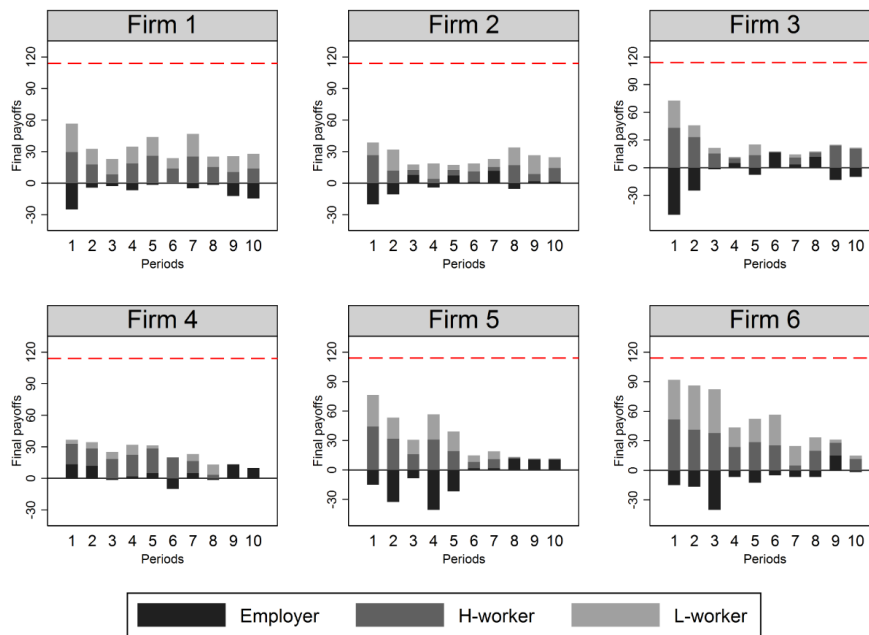 Firm 1
Final payoffs
120
90
60
30
0
-30
1 2 3 4 5 6 7 8 9 10
Periods
Firm 2
Final payoffs
120
90
60
30
0
-30
1 2 3 4 5 6 7 8 9 10
Periods
Firm 3
Final payoffs
120
90
60
30
0
-30
1 2 3 4 5 6 7 8 9 10
Periods
Firm 4
Final payoffs
120
90
60
30
0
-30
1 2 3 4 5 6 7 8 9 10
Periods
Firm 5
Final payoffs
120
90
60
30
0
-30
1 2 3 4 5 6 7 8 9 10
Periods
Firm 6
Final payoffs
120
90
60
30
0
-30
1 2 3 4 5 6 7 8 9 10
Periods
Employer H-worker L-worker